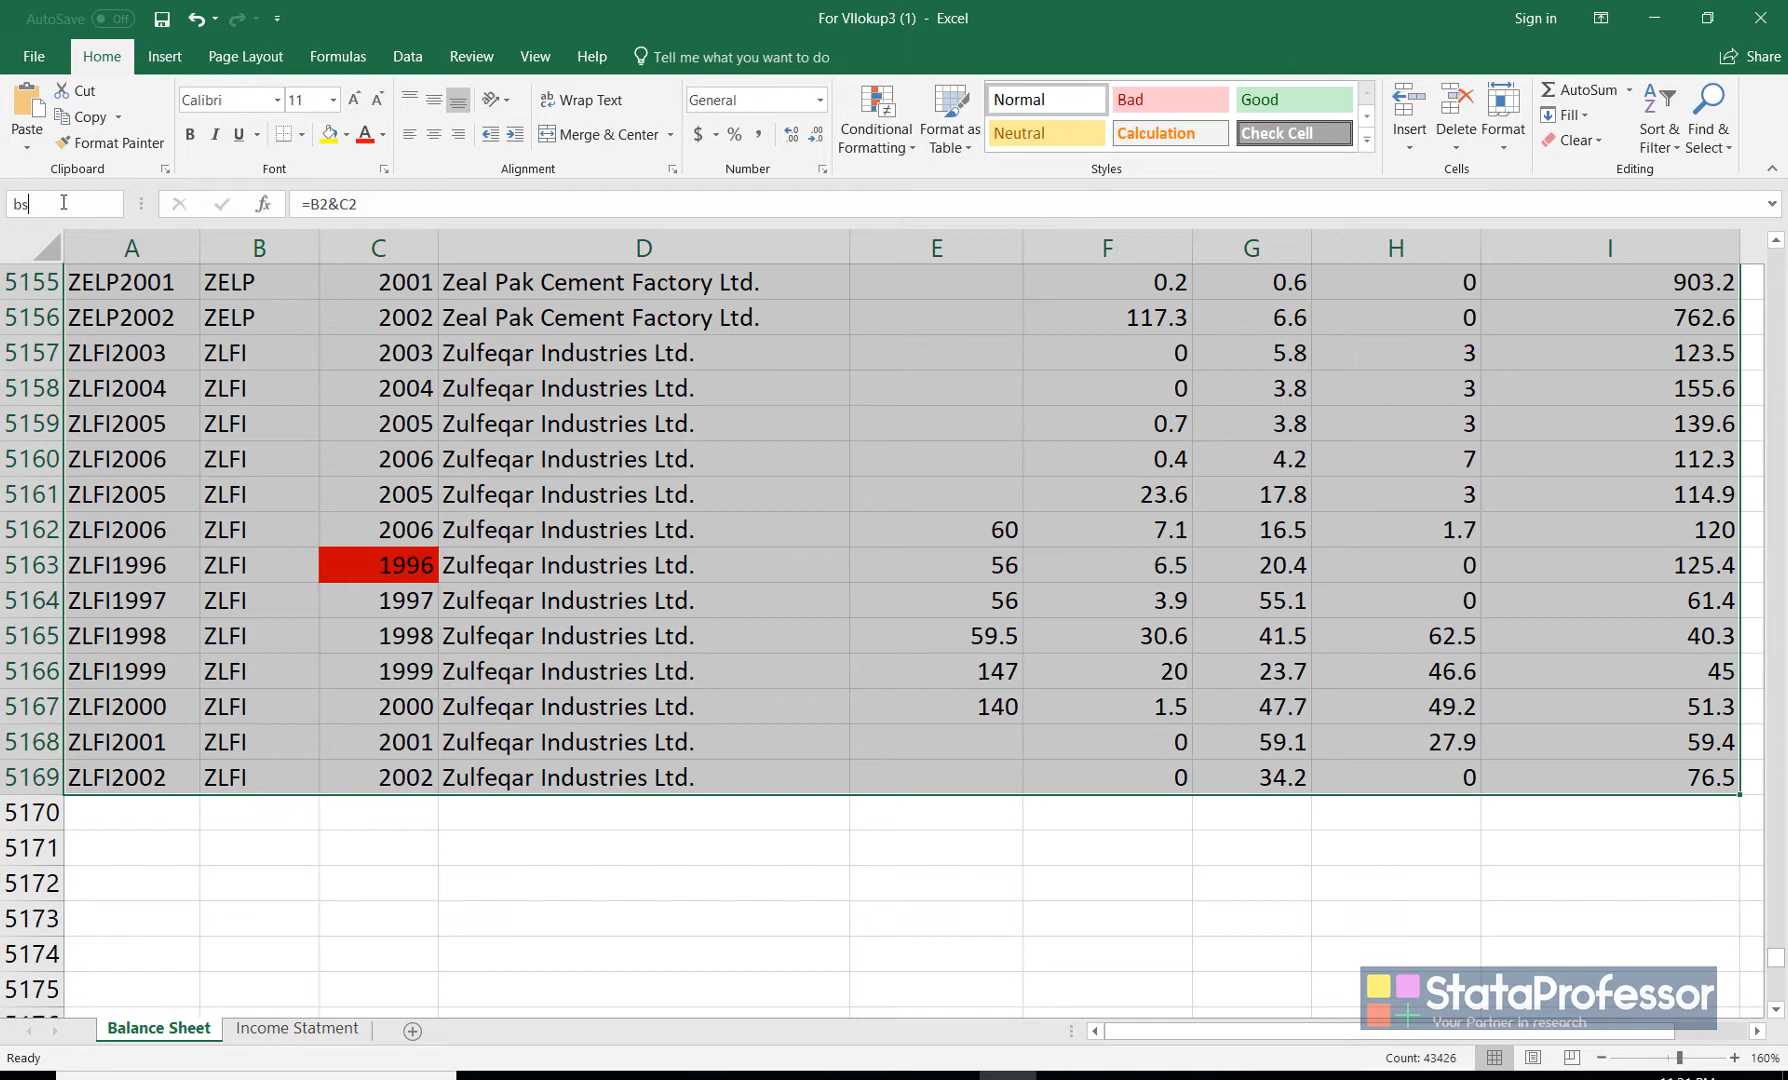 AutoSave Off For Vllokup3 (1) - Excel Sign in
File Home Insert Page Layout Formulas Data Review View Help Tell me what you want to do Share
Paste Cut Copy Format Painter Clipboard
Calibri 11 B I U Font
Wrap Text Merge & Center Alignment
General $ % , Number
Conditional Formatting Format as Table
Normal Bad Good
Neutral Calculation Check Cell
Styles
Insert Delete Format Cells
AutoSum Fill Clear Sort & Filter Find & Select
Editing
bs fx =B2&C2
A B C D E F G H I
5155 ZELP2001 ZELP 2001 Zeal Pak Cement Factory Ltd. 0.2 0.6 0 903.2
5156 ZELP2002 ZELP 2002 Zeal Pak Cement Factory Ltd. 117.3 6.6 0 762.6
5157 ZLFI2003 ZLFI 2003 Zulfeqar Industries Ltd. 0 5.8 3 123.5
5158 ZLFI2004 ZLFI 2004 Zulfeqar Industries Ltd. 0 3.8 3 155.6
5159 ZLFI2005 ZLFI 2005 Zulfeqar Industries Ltd. 0.7 3.8 3 139.6
5160 ZLFI2006 ZLFI 2006 Zulfeqar Industries Ltd. 0.4 4.2 7 112.3
5161 ZLFI2005 ZLFI 2005 Zulfeqar Industries Ltd. 23.6 17.8 3 114.9
5162 ZLFI2006 ZLFI 2006 Zulfeqar Industries Ltd. 60 7.1 16.5 1.7 120
5163 ZLFI1996 ZLFI 1996 Zulfeqar Industries Ltd. 56 6.5 20.4 0 125.4
5164 ZLFI1997 ZLFI 1997 Zulfeqar Industries Ltd. 56 3.9 55.1 0 61.4
5165 ZLFI1998 ZLFI 1998 Zulfeqar Industries Ltd. 59.5 30.6 41.5 62.5 40.3
5166 ZLFI1999 ZLFI 1999 Zulfeqar Industries Ltd. 147 20 23.7 46.6 45
5167 ZLFI2000 ZLFI 2000 Zulfeqar Industries Ltd. 140 1.5 47.7 49.2 51.3
5168 ZLFI2001 ZLFI 2001 Zulfeqar Industries Ltd. 0 59.1 27.9 59.4
5169 ZLFI2002 ZLFI 2002 Zulfeqar Industries Ltd. 0 34.2 0 76.5
5170
5171
5172
5173
5174
5175
StataProfessor
Your Partner in research
Balance Sheet Income Statment
Ready Count: 43426 160%